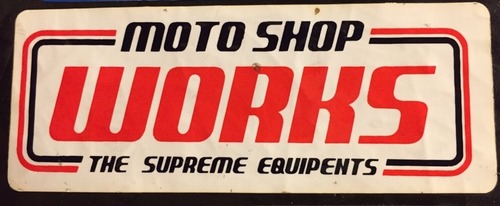 MOTO SHOP
WORKS
THE SUPREME EQUIPENTS